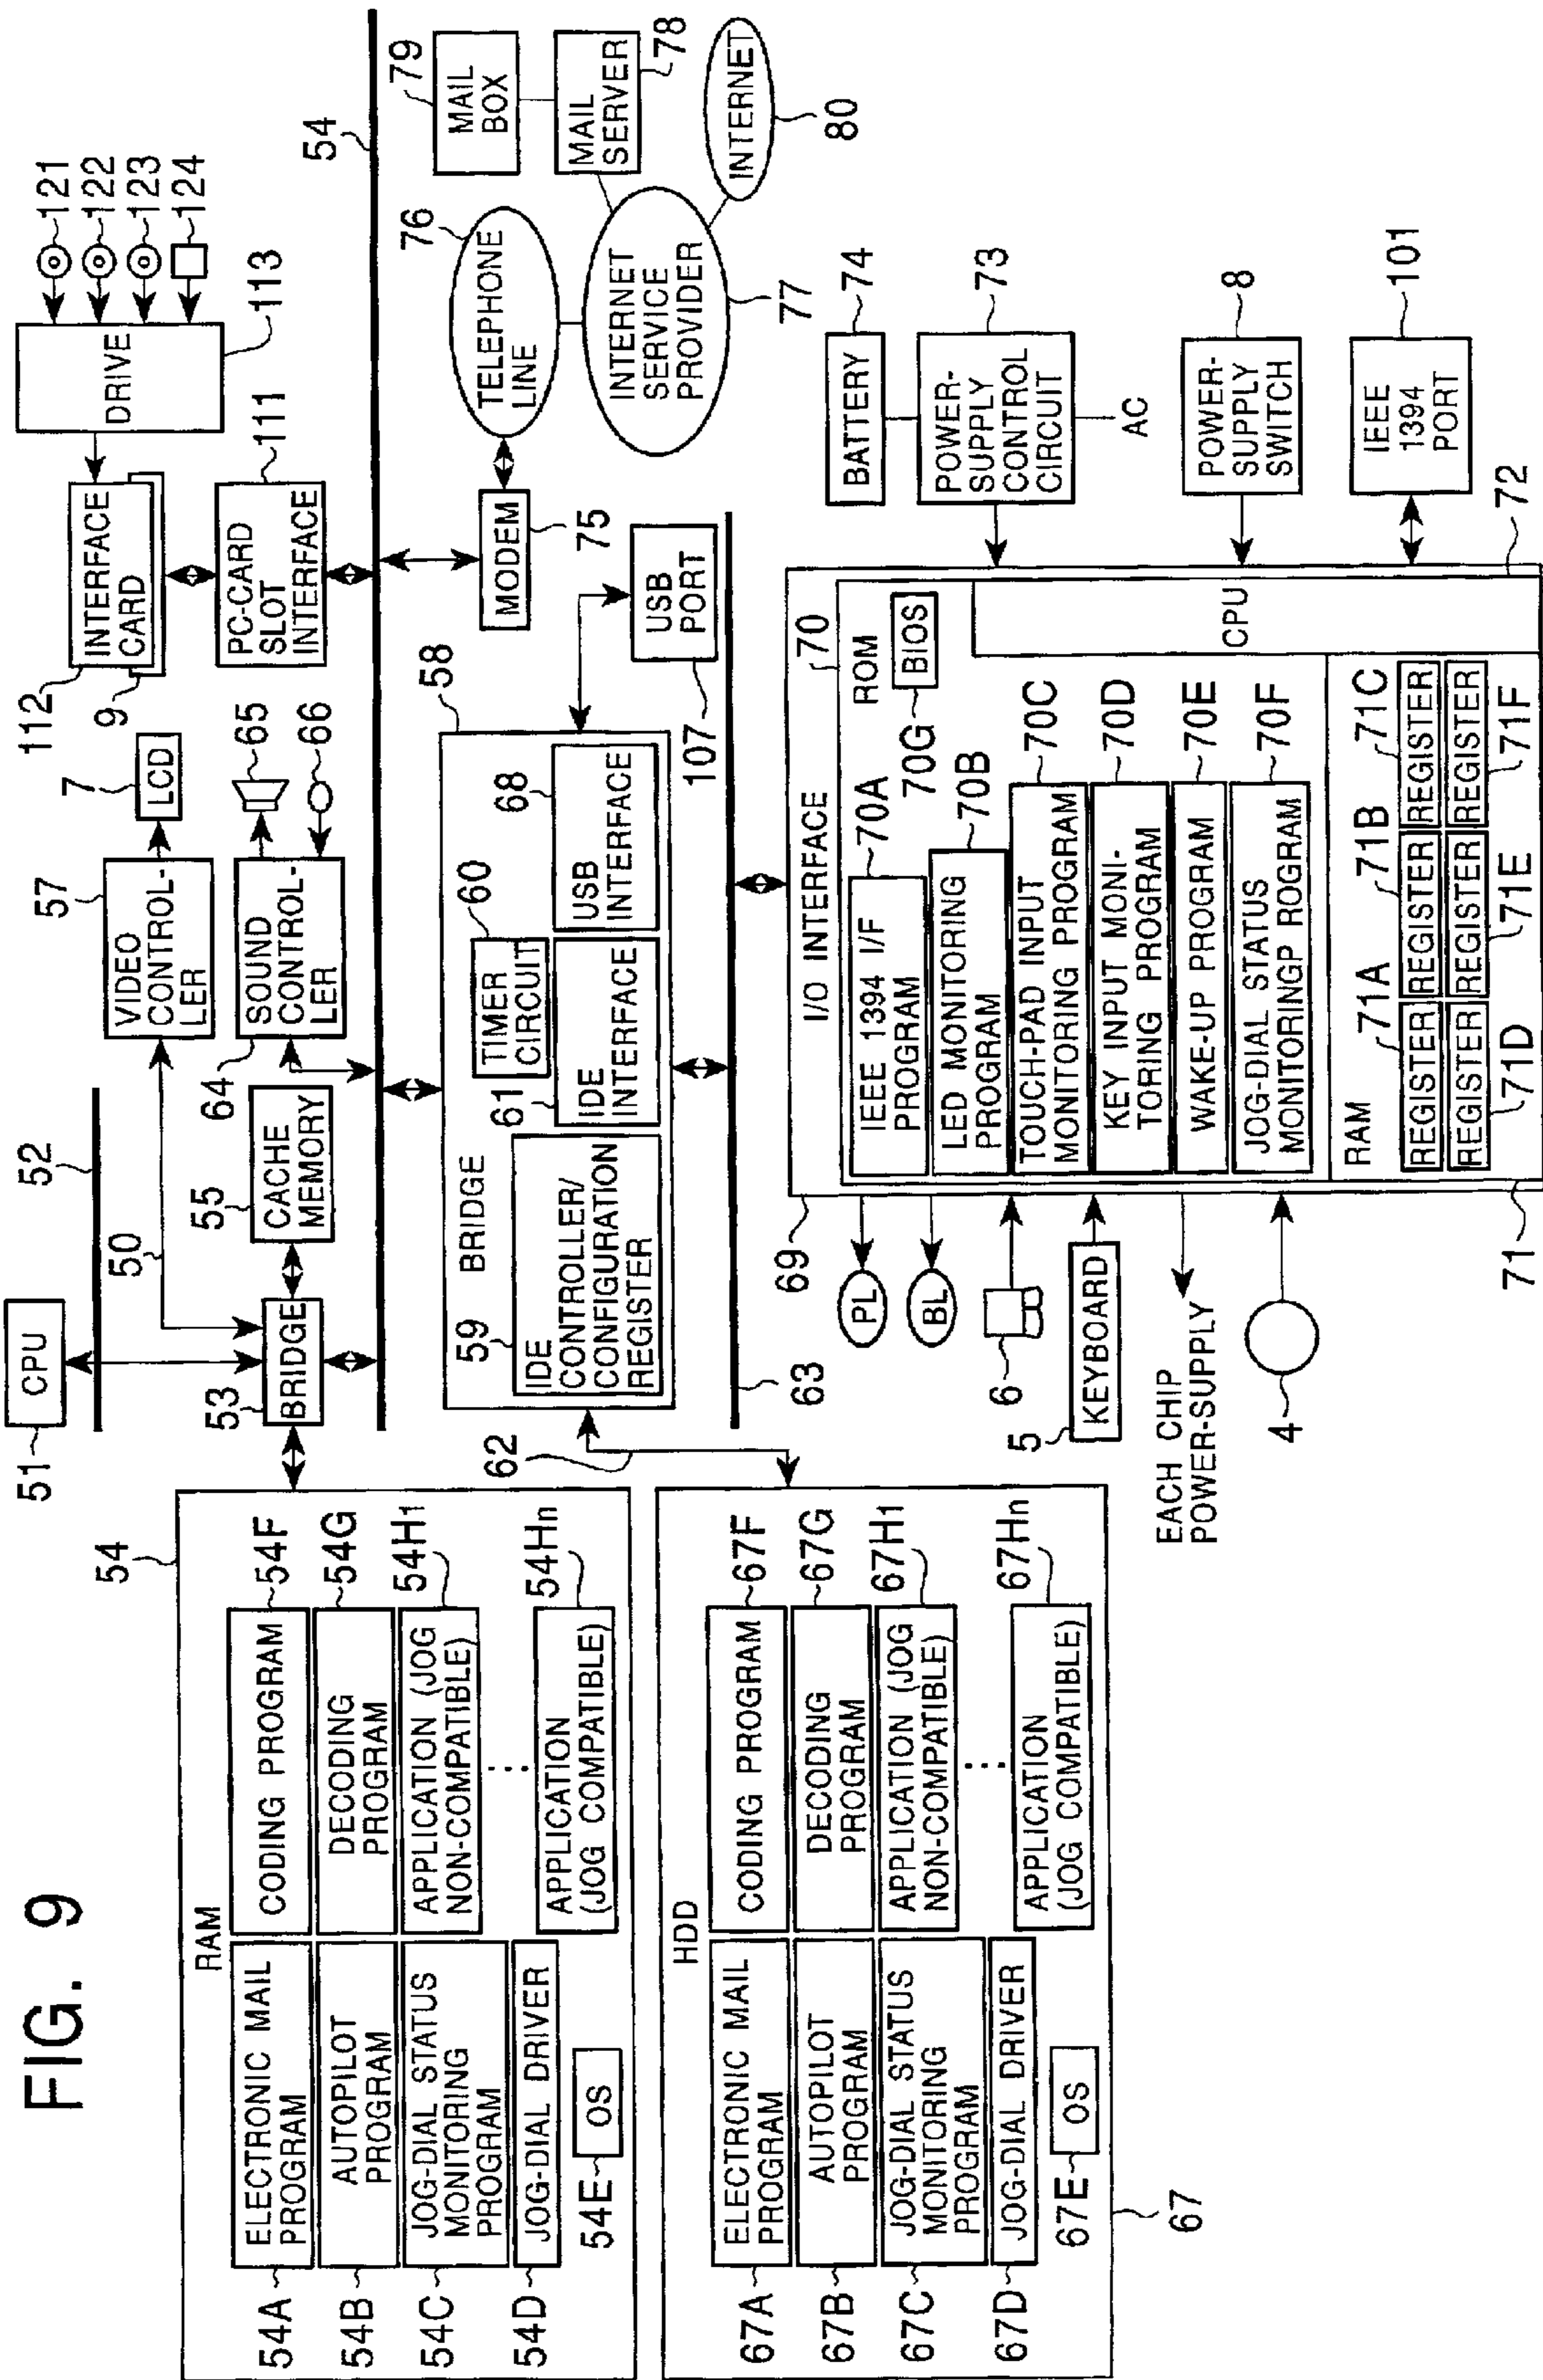 FIG. 9
51
CPU
52
50
53
BRIDGE
55
CACHE
MEMORY
57
VIDEO
CONTROL-
LER
7
LCD
64
SOUND
CONTROL-
LER
65
66
112
9
INTERFACE
CARD
PC-CARD
SLOT
INTERFACE
111
DRIVE
113
121
122
123
124
54
54
RAM
54A
ELECTRONIC MAIL
PROGRAM
54B
AUTOPILOT
PROGRAM
54C
JOG-DIAL STATUS
MONITORING
PROGRAM
54D
JOG-DIAL DRIVER
54E
OS
CODING PROGRAM
54F
DECODING
PROGRAM
54G
APPLICATION (JOG
NON-COMPATIBLE)
54H1
APPLICATION
(JOG COMPATIBLE)
54Hn
62
HDD
67A
ELECTRONIC MAIL
PROGRAM
67B
AUTOPILOT
PROGRAM
67C
JOG-DIAL STATUS
MONITORING
PROGRAM
67D
JOG-DIAL DRIVER
67E
OS
67
CODING PROGRAM
67F
DECODING
PROGRAM
67G
APPLICATION (JOG
NON-COMPATIBLE)
67H1
APPLICATION
(JOG COMPATIBLE)
67Hn
BRIDGE
58
59
IDE
CONTROLLER/
CONFIGURATION
REGISTER
60
TIMER
CIRCUIT
61
IDE
INTERFACE
68
USB
INTERFACE
63
USB
PORT
107
MODEM
75
TELEPHONE
LINE
76
INTERNET
SERVICE
PROVIDER
77
MAIL
BOX
79
MAIL
SERVER
78
INTERNET
80
69
I/O INTERFACE
70
ROM
IEEE 1394 I/F
PROGRAM
70A
70G
BIOS
LED MONITORING
PROGRAM
70B
TOUCH-PAD INPUT
MONITORING PROGRAM
70C
KEY INPUT MONI-
TORING PROGRAM
70D
WAKE-UP PROGRAM
70E
JOG-DIAL STATUS
MONITORINGP ROGRAM
70F
CPU
72
RAM
71A
71B
71C
REGISTER
REGISTER
REGISTER
REGISTER
REGISTER
REGISTER
71D
71E
71F
71
PL
BL
6
5
KEYBOARD
EACH CHIP
POWER-SUPPLY
4
BATTERY
74
POWER-
SUPPLY
CONTROL
CIRCUIT
73
AC
POWER-
SUPPLY
SWITCH
8
IEEE
1394
PORT
101